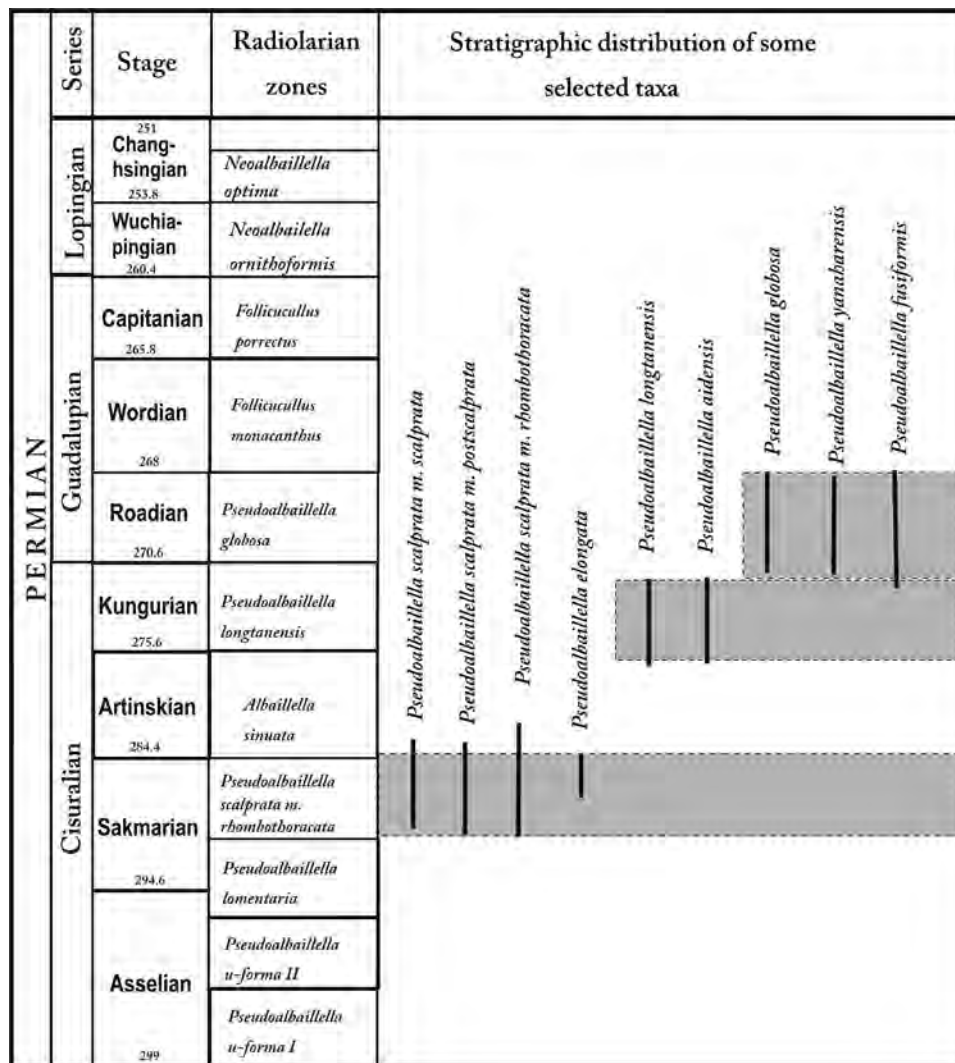 Series
Stage
Radiolarian
zones
Stratigraphic distribution of some
selected taxa
PERMIAN
Lopingian
Guadalupian
Cisuralian
251
Chang-
hsingian
253.8
Wuchia-
pingian
260.4
Capitanian
265.8
Wordian
268
Roadian
270.6
Kungurian
275.6
Artinskian
284.4
Sakmarian
294.6
Asselian
299
Neoalbaillella
optima
Neoalbailella
ornithoformis
Follicucullus
porrectus
Follicucullus
monacanthus
Pseudoalbaillella
globosa
Pseudoalbaillella
longtanensis
Albaillella
sinuata
Pseudoalbaillella
scalprata m.
rhombothoracata
Pseudoalbaillella
lomentaria
Pseudoalbaillella
u-forma II
Pseudoalbaillella
u-forma I
Pseudoalbaillella scalprata m. scalprata
Pseudoalbaillella scalprata m. postscalprata
Pseudoalbaillella scalprata m. rhombothoracata
Pseudoalbaillella elongata
Pseudoalbaillella longtanensis
Pseudoalbaillella aidensis
Pseudoalbaillella globosa
Pseudoalbaillella yanaharensis
Pseudoalbaillella fusiformis